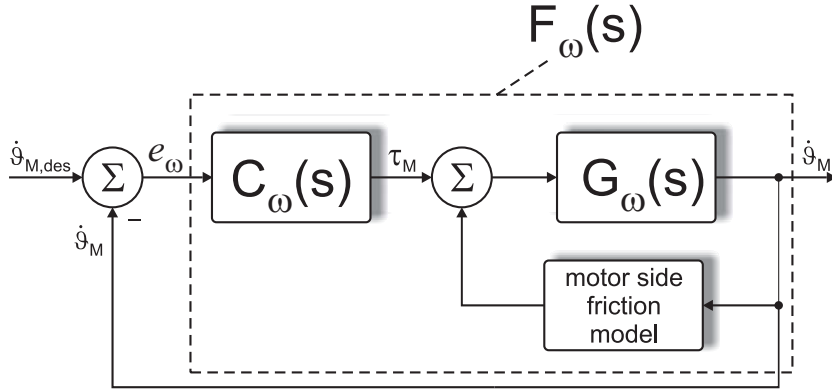 F_ω(s)
ϑ̇_M,des
Σ
e_ω
C_ω(s)
τ_M
Σ
G_ω(s)
ϑ̇_M
ϑ̇_M
−
motor side
friction
model